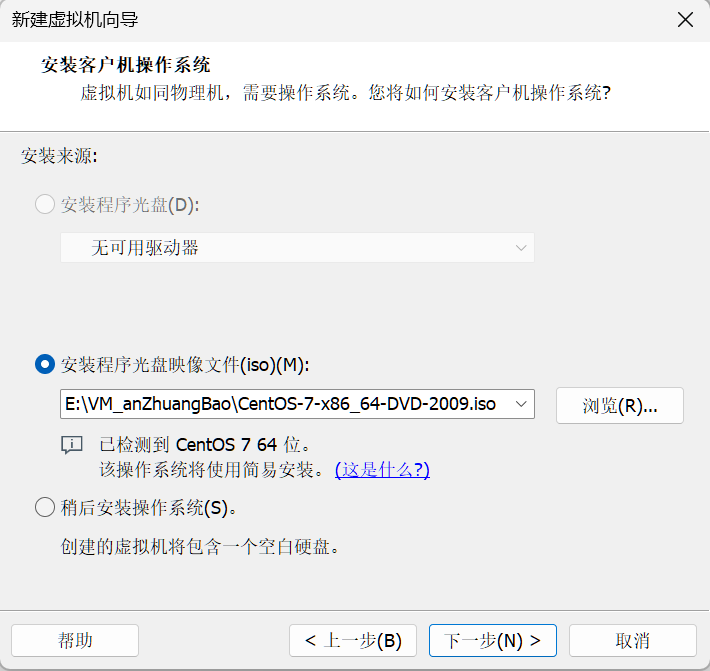 新建虚拟机向导
安装客户机操作系统
虚拟机如同物理机，需要操作系统。您将如何安装客户机操作系统?
安装来源:
安装程序光盘(D):
无可用驱动器
安装程序光盘映像文件(iso)(M):
E:\VM_anZhuangBao\CentOS-7-x86_64-DVD-2009.iso
浏览(R)...
已检测到 CentOS 7 64 位。
该操作系统将使用简易安装。(这是什么?)
稍后安装操作系统(S)。
创建的虚拟机将包含一个空白硬盘。
帮助 < 上一步(B) 下一步(N) > 取消